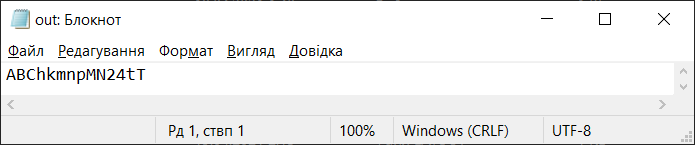 out: Блокнот
Файл Редагування Формат Вигляд Довідка
ABChkmnpMN24tT
Рд 1, ствп 1 100% Windows (CRLF) UTF-8